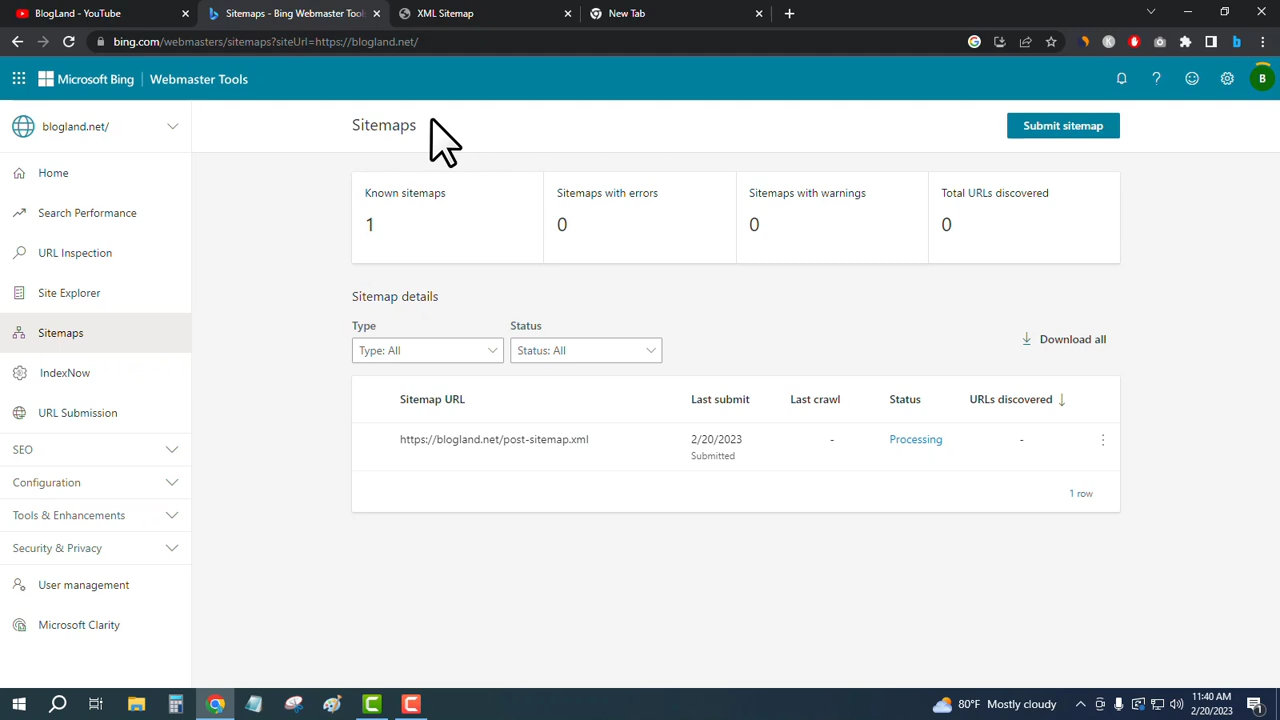 BlogLand - YouTube
Sitemaps - Bing Webmaster Tools
XML Sitemap
New Tab
bing.com/webmasters/sitemaps?siteUrl=https://blogland.net/
Microsoft Bing | Webmaster Tools
B
blogland.net/
Sitemaps
Submit sitemap
Home
Search Performance
URL Inspection
Site Explorer
Sitemaps
IndexNow
URL Submission
SEO
Configuration
Tools & Enhancements
Security & Privacy
User management
Microsoft Clarity
Known sitemaps
1
Sitemaps with errors
0
Sitemaps with warnings
0
Total URLs discovered
0
Sitemap details
Type
Type: All
Status
Status: All
Download all
Sitemap URL Last submit Last crawl Status URLs discovered
https://blogland.net/post-sitemap.xml 2/20/2023 - Processing -
Submitted
1 row
80°F Mostly cloudy
11:40 AM
2/20/2023